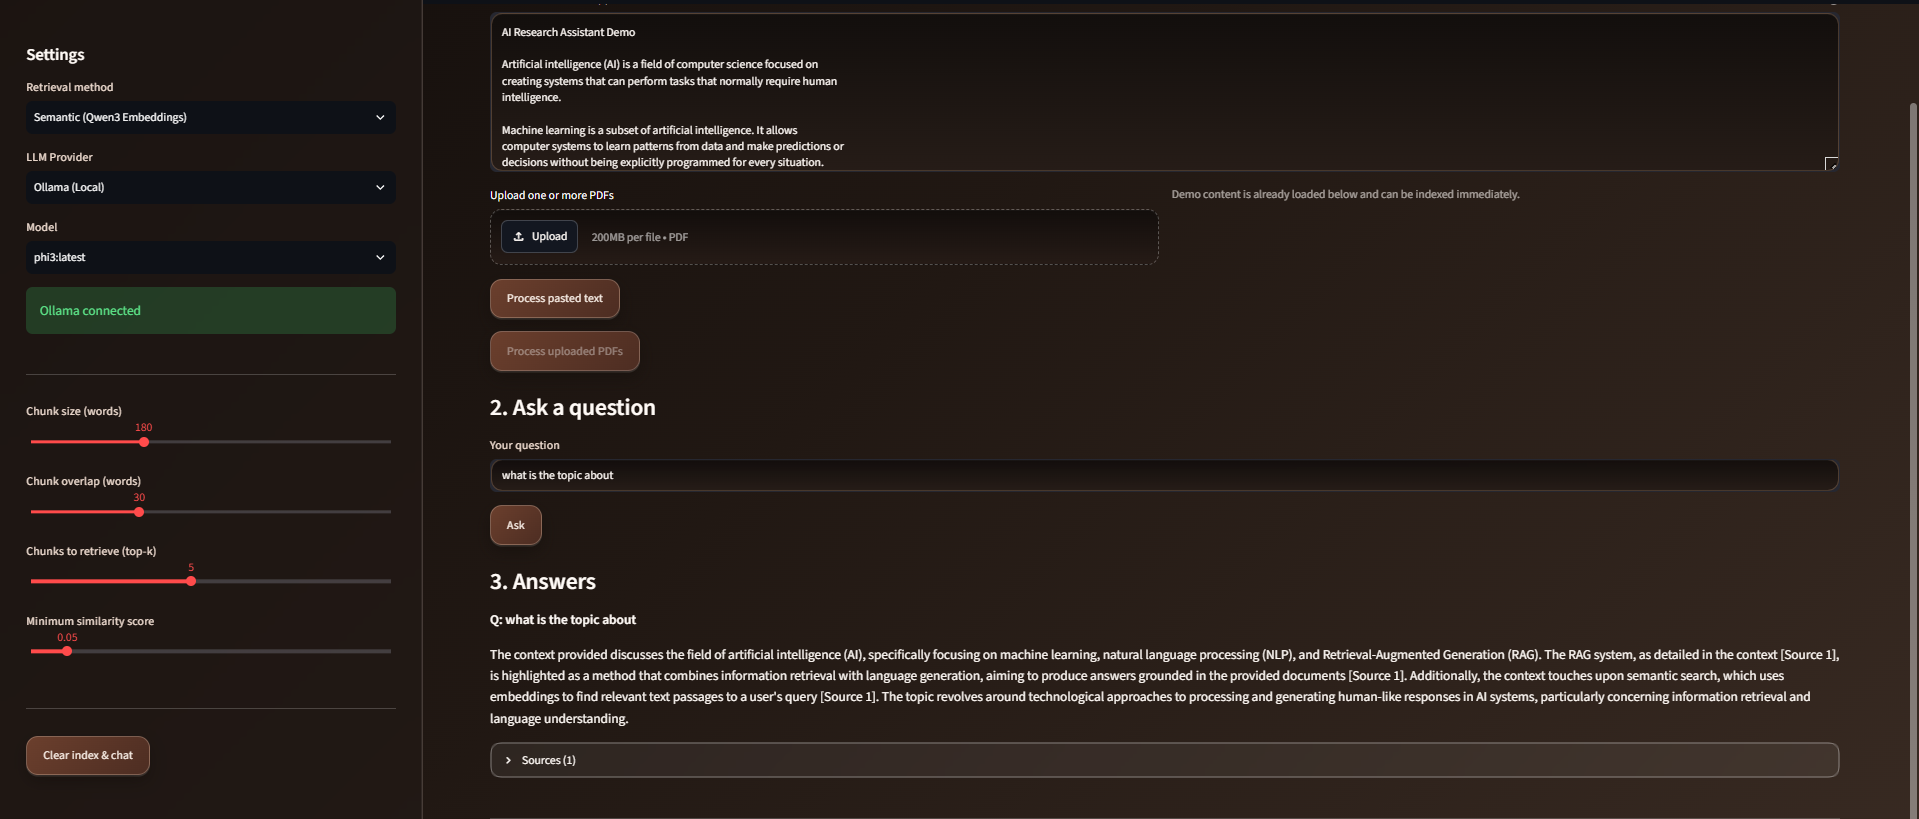 Settings
Retrieval method
Semantic (Qwen3 Embeddings)
LLM Provider
Ollama (Local)
Model
phi3:latest
Ollama connected
Chunk size (words)
180
Chunk overlap (words)
30
Chunks to retrieve (top-k)
5
Minimum similarity score
0.05
Clear index & chat
AI Research Assistant Demo
Artificial intelligence (AI) is a field of computer science focused on
creating systems that can perform tasks that normally require human
intelligence.
Machine learning is a subset of artificial intelligence. It allows
computer systems to learn patterns from data and make predictions or
decisions without being explicitly programmed for every situation.
Upload one or more PDFs
Upload
200MB per file • PDF
Demo content is already loaded below and can be indexed immediately.
Process pasted text
Process uploaded PDFs
2. Ask a question
Your question
what is the topic about
Ask
3. Answers
Q: what is the topic about
The context provided discusses the field of artificial intelligence (AI), specifically focusing on machine learning, natural language processing (NLP), and Retrieval-Augmented Generation (RAG). The RAG system, as detailed in the context [Source 1],
is highlighted as a method that combines information retrieval with language generation, aiming to produce answers grounded in the provided documents [Source 1]. Additionally, the context touches upon semantic search, which uses
embeddings to find relevant text passages to a user's query [Source 1]. The topic revolves around technological approaches to processing and generating human-like responses in AI systems, particularly concerning information retrieval and
language understanding.
Sources (1)